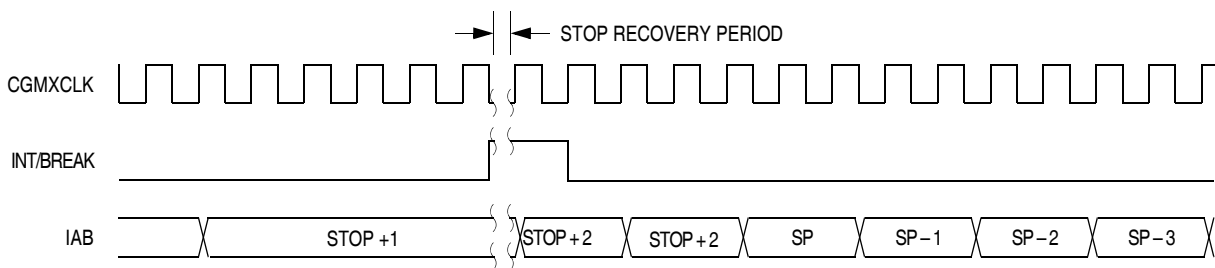 STOP RECOVERY PERIOD
CGMXCLK
INT/BREAK
IAB
STOP +1
STOP + 2
STOP + 2
SP
SP – 1
SP – 2
SP – 3